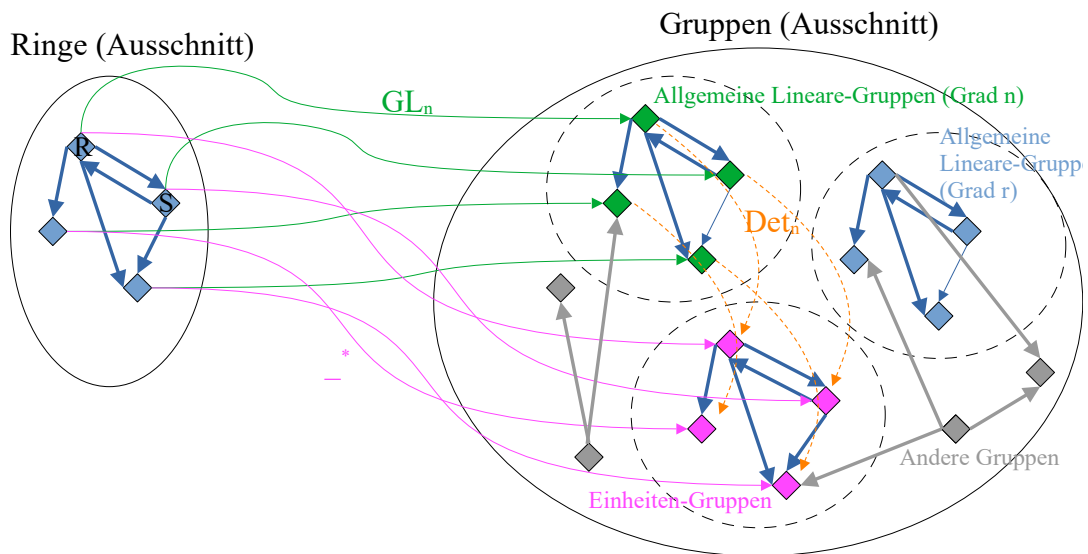 Gruppen (Ausschnitt)
Ringe (Ausschnitt)
GLₙ
Allgemeine Lineare-Gruppen (Grad n)
Allgemeine
Lineare-Gruppe
(Grad r)
R
S
Detₙ
_*
Andere Gruppen
Einheiten-Gruppen